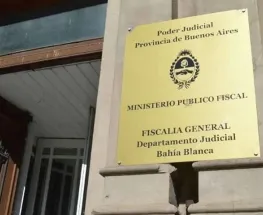 Poder Judicial
Provincia de Buenos Aires
MINISTERIO PUBLICO FISCAL
FISCALIA GENERAL
Departamento Judicial
Bahía Blanca